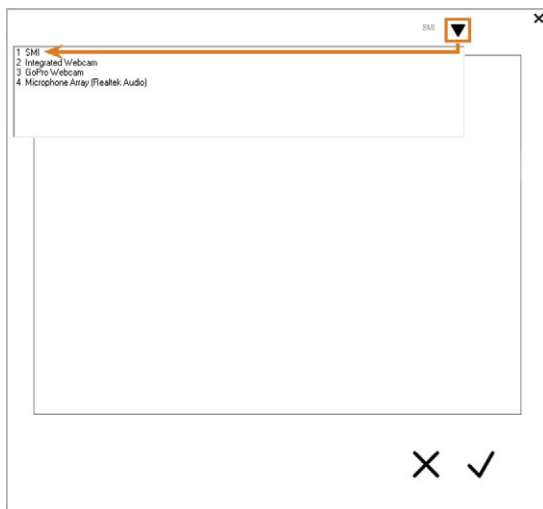 SMI
1 SMI
2 Integrated Webcam
3 GoPro Webcam
4 Microphone Array (Realtek Audio)